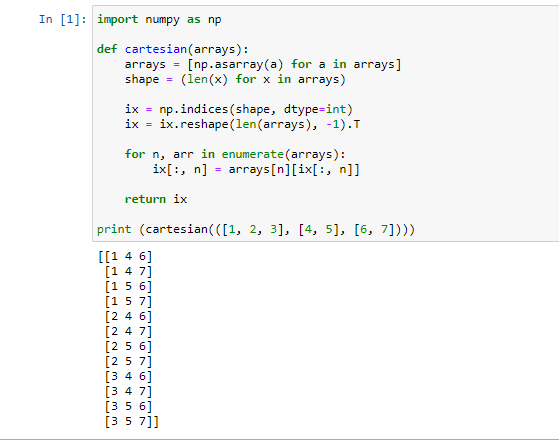 In [1]: import numpy as np
def cartesian(arrays):
    arrays = [np.asarray(a) for a in arrays]
    shape = (len(x) for x in arrays)
    ix = np.indices(shape, dtype=int)
    ix = ix.reshape(len(arrays), -1).T
    for n, arr in enumerate(arrays):
        ix[:, n] = arrays[n][ix[:, n]]
    return ix
print (cartesian(([1, 2, 3], [4, 5], [6, 7])))
[[1 4 6]
 [1 4 7]
 [1 5 6]
 [1 5 7]
 [2 4 6]
 [2 4 7]
 [2 5 6]
 [2 5 7]
 [3 4 6]
 [3 4 7]
 [3 5 6]
 [3 5 7]]